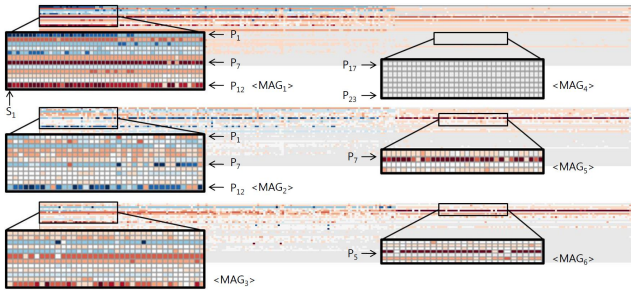 P1
P7
P12 <MAG1>
S1
P17
P23
<MAG4>
P1
P7
P12 <MAG2>
P7
<MAG5>
<MAG3>
P5
<MAG6>